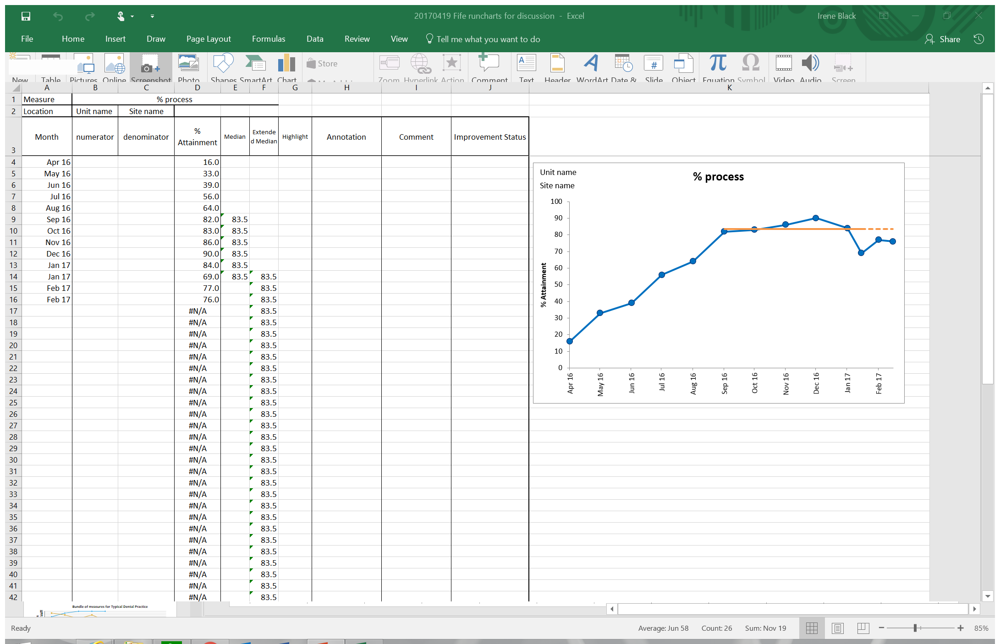 20170419 Fife runcharts for discussion - Excel
Irene Black
File Home Insert Draw Page Layout Formulas Data Review View Tell me what you want to do Share
Store
New Table Pictures Online Screenshot Photo Shapes SmartArt Chart Zoom Hyperlink Action Comment Text Header WordArt Date & Slide Object Equation Symbol Video Audio Screen
A B C D E F G H I J K
1 Measure % process
2 Location Unit name Site name
3 Month numerator denominator % Attainment Median Extended Median Highlight Annotation Comment Improvement Status
4 Apr 16 16.0
5 May 16 33.0
6 Jun 16 39.0
7 Jul 16 56.0
8 Aug 16 64.0
9 Sep 16 82.0 83.5
10 Oct 16 83.0 83.5
11 Nov 16 86.0 83.5
12 Dec 16 90.0 83.5
13 Jan 17 84.0 83.5
14 Jan 17 69.0 83.5 83.5
15 Feb 17 77.0 83.5
16 Feb 17 76.0 83.5
17 #N/A 83.5
18 #N/A 83.5
19 #N/A 83.5
20 #N/A 83.5
21 #N/A 83.5
22 #N/A 83.5
23 #N/A 83.5
24 #N/A 83.5
25 #N/A 83.5
26 #N/A 83.5
27 #N/A 83.5
28 #N/A 83.5
29 #N/A 83.5
30 #N/A 83.5
31 #N/A 83.5
32 #N/A 83.5
33 #N/A 83.5
34 #N/A 83.5
35 #N/A 83.5
36 #N/A 83.5
37 #N/A 83.5
38 #N/A 83.5
39 #N/A 83.5
40 #N/A 83.5
41 #N/A 83.5
42 #N/A 83.5
Unit name
Site name
% process
% Attainment
100
90
80
70
60
50
40
30
20
10
0
Apr 16 May 16 Jun 16 Jul 16 Aug 16 Sep 16 Oct 16 Nov 16 Dec 16 Jan 17 Feb 17
Bundle of measures for Typical Dental Practice
Ready
Average: Jun 58 Count: 26 Sum: Nov 19
85%